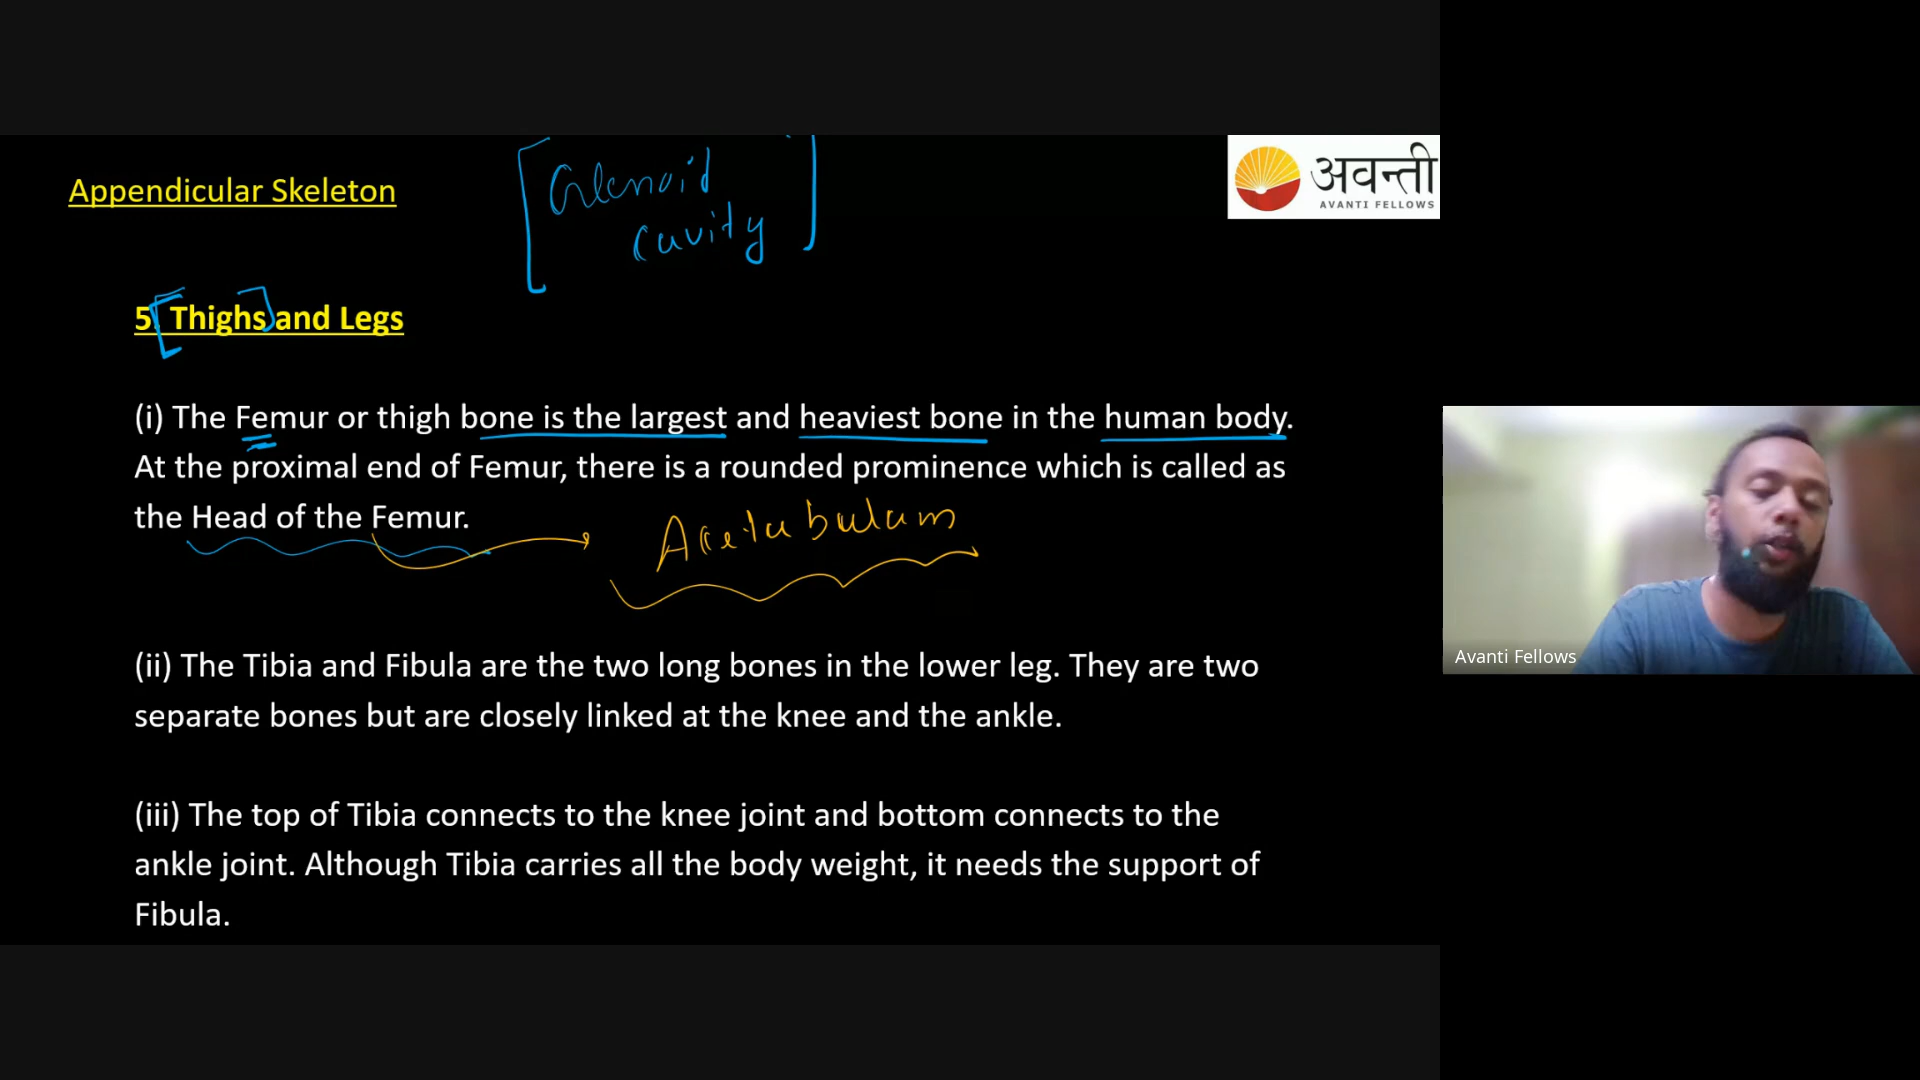 Appendicular Skeleton
Glenoid
cavity
अवन्ती
AVANTI FELLOWS
5. Thighs and Legs
(i) The Femur or thigh bone is the largest and heaviest bone in the human body.
At the proximal end of Femur, there is a rounded prominence which is called as
the Head of the Femur.
Acetabulum
(ii) The Tibia and Fibula are the two long bones in the lower leg. They are two
separate bones but are closely linked at the knee and the ankle.
(iii) The top of Tibia connects to the knee joint and bottom connects to the
ankle joint. Although Tibia carries all the body weight, it needs the support of
Fibula.
Avanti Fellows